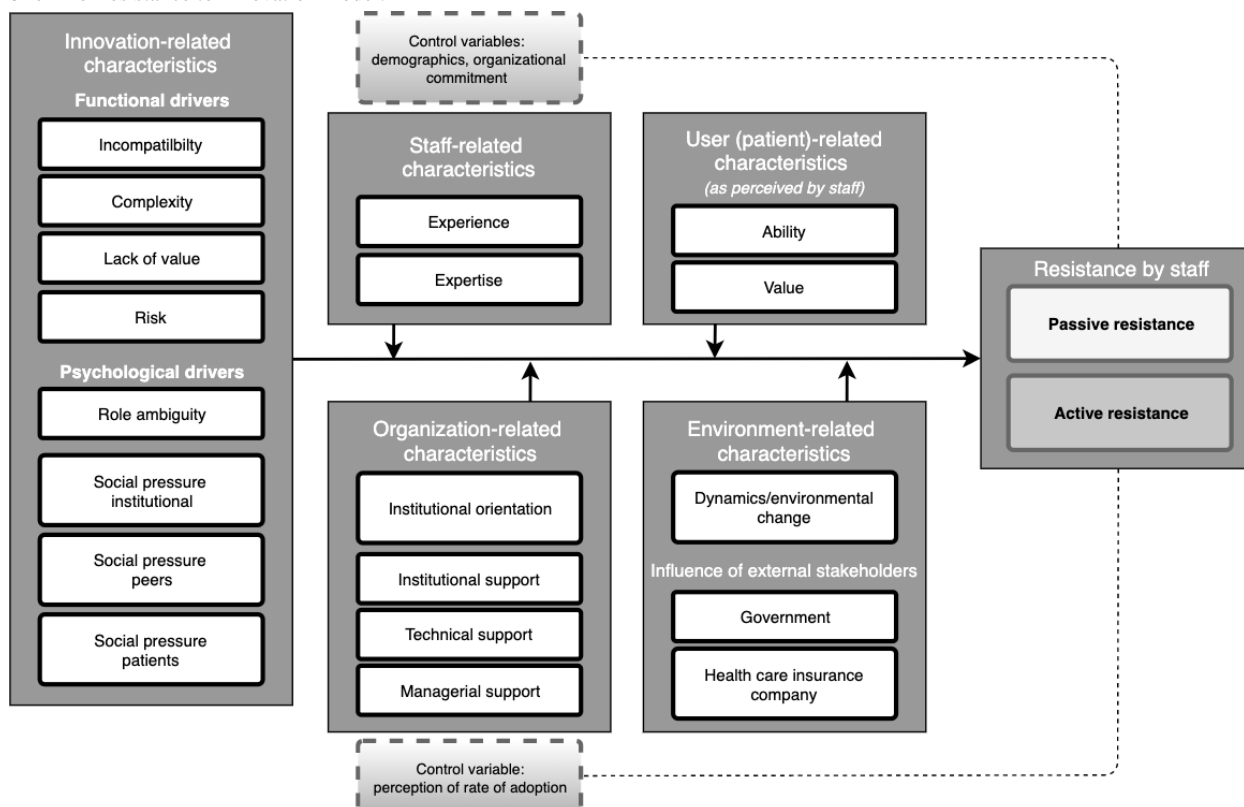 Innovation-related
characteristics
Functional drivers
Incompatilbilty
Complexity
Lack of value
Risk
Psychological drivers
Role ambiguity
Social pressure
institutional
Social pressure
peers
Social pressure
patients
Control variables:
demographics, organizational
commitment
Staff-related
characteristics
Experience
Expertise
User (patient)-related
characteristics
(as perceived by staff)
Ability
Value
Organization-related
characteristics
Institutional orientation
Institutional support
Technical support
Managerial support
Environment-related
characteristics
Dynamics/environmental
change
Influence of external stakeholders
Government
Health care insurance
company
Control variable:
perception of rate of adoption
Resistance by staff
Passive resistance
Active resistance